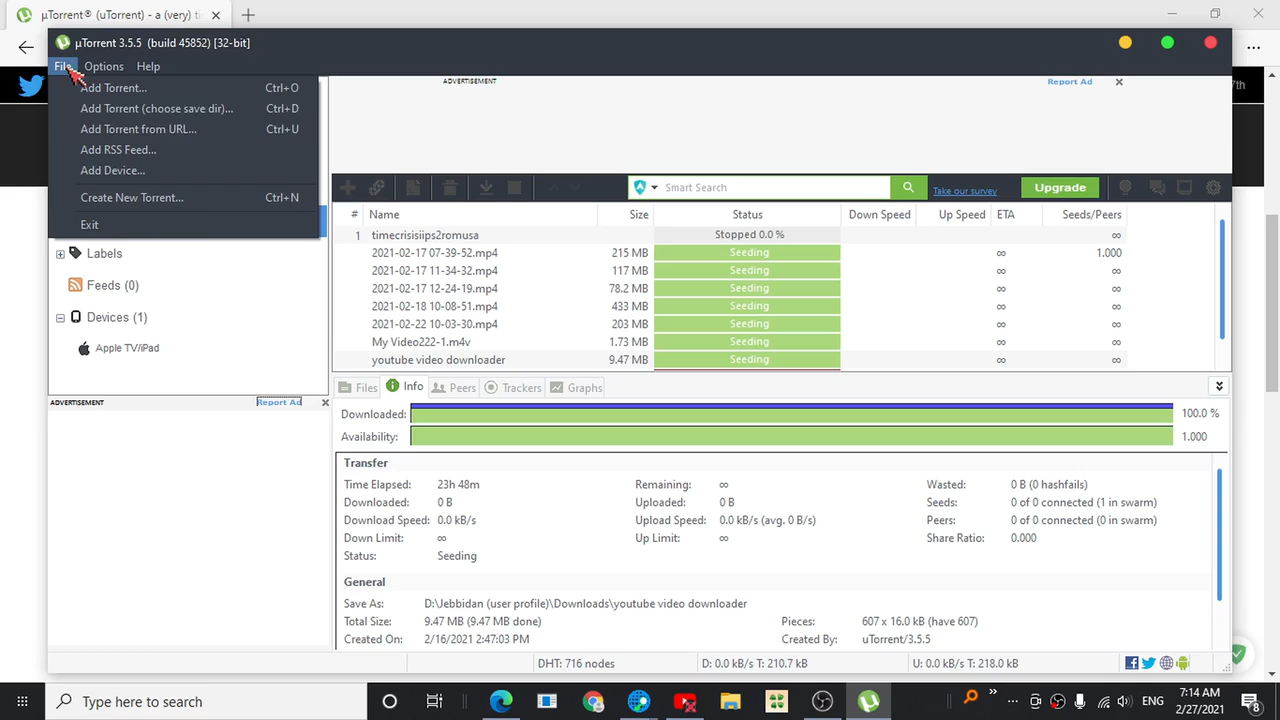 µTorrent® (uTorrent) - a (very) ti
µTorrent 3.5.5 (build 45852) [32-bit]
File Options Help
7th
Add Torrent... Ctrl+O
Add Torrent (choose save dir)... Ctrl+D
Add Torrent from URL... Ctrl+U
Add RSS Feed...
Add Device...
Create New Torrent... Ctrl+N
Exit
Labels
Feeds (0)
Devices (1)
Apple TV/iPad
ADVERTISEMENT Report Ad
ADVERTISEMENT Report Ad
Smart Search Take our survey Upgrade
# Name Size Status Down Speed Up Speed ETA Seeds/Peers
1 timecrisisiips2romusa Stopped 0.0 % ∞
2021-02-17 07-39-52.mp4 215 MB Seeding ∞ 1.000
2021-02-17 11-34-32.mp4 117 MB Seeding ∞ ∞
2021-02-17 12-24-19.mp4 78.2 MB Seeding ∞ ∞
2021-02-18 10-08-51.mp4 433 MB Seeding ∞ ∞
2021-02-22 10-03-30.mp4 203 MB Seeding ∞ ∞
My Video222-1.m4v 1.73 MB Seeding ∞ ∞
youtube video downloader 9.47 MB Seeding ∞ ∞
Files Info Peers Trackers Graphs
Downloaded: 100.0 %
Availability: 1.000
Transfer
Time Elapsed: 23h 48m Remaining: ∞ Wasted: 0 B (0 hashfails)
Downloaded: 0 B Uploaded: 0 B Seeds: 0 of 0 connected (1 in swarm)
Download Speed: 0.0 kB/s Upload Speed: 0.0 kB/s (avg. 0 B/s) Peers: 0 of 0 connected (0 in swarm)
Down Limit: ∞ Up Limit: ∞ Share Ratio: 0.000
Status: Seeding
General
Save As: D:\Jebbidan (user profile)\Downloads\youtube video downloader
Total Size: 9.47 MB (9.47 MB done) Pieces: 607 x 16.0 kB (have 607)
Created On: 2/16/2021 2:47:03 PM Created By: uTorrent/3.5.5
DHT: 716 nodes D: 0.0 kB/s T: 210.7 kB U: 0.0 kB/s T: 218.0 kB
Type here to search
ENG
7:14 AM
2/27/2021
8